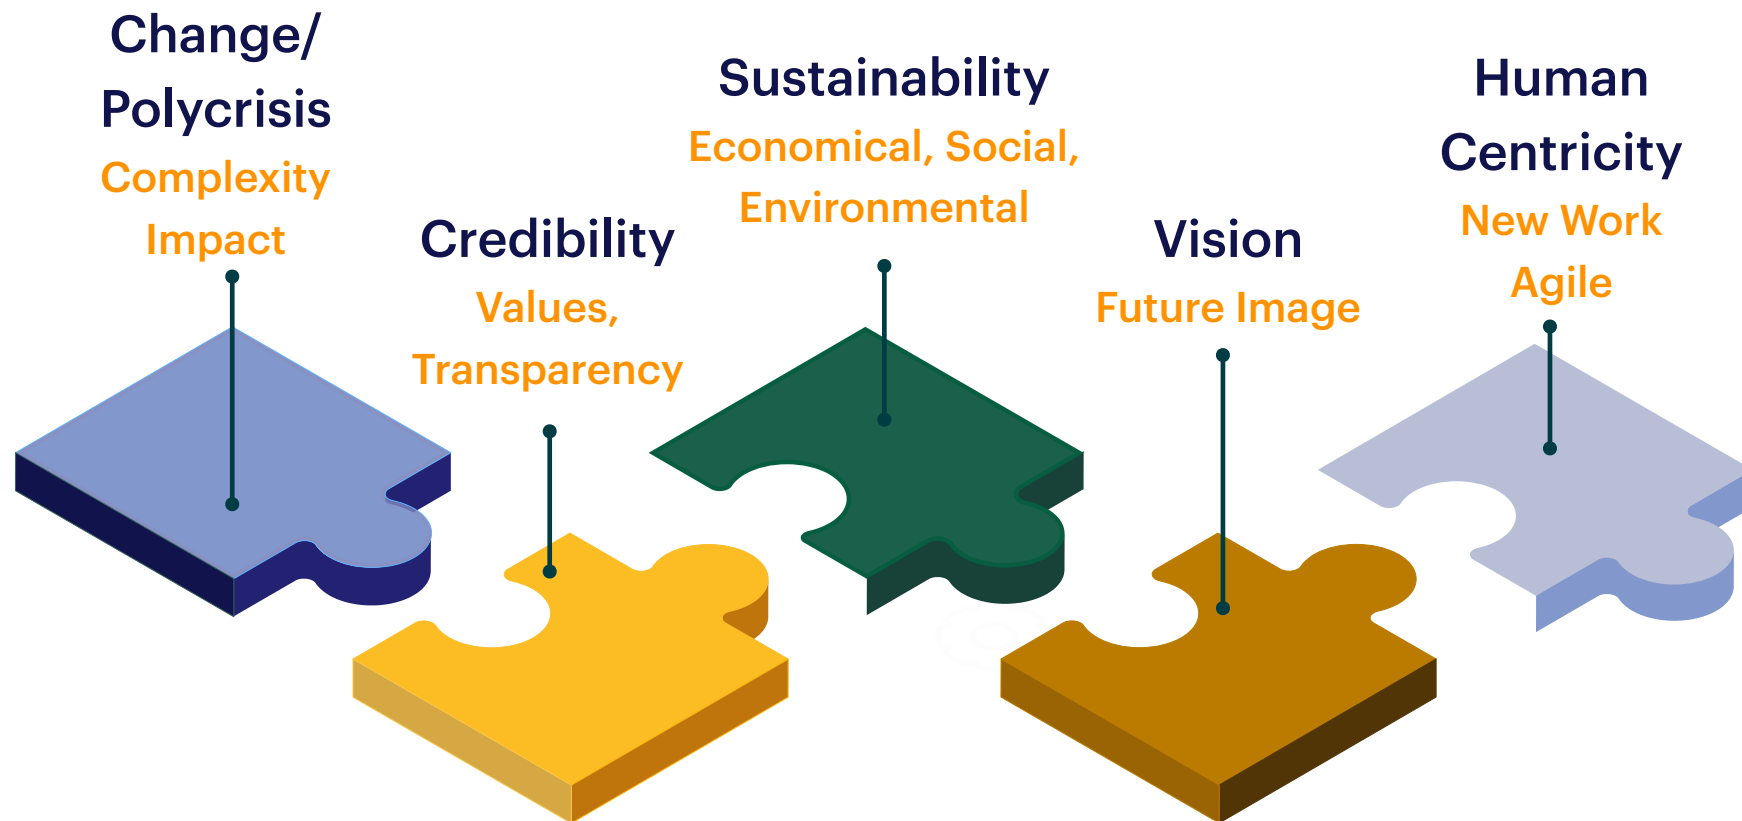 Change/
Polycrisis
Complexity
Impact
Credibility
Values,
Transparency
Sustainability
Economical, Social,
Environmental
Vision
Future Image
Human
Centricity
New Work
Agile